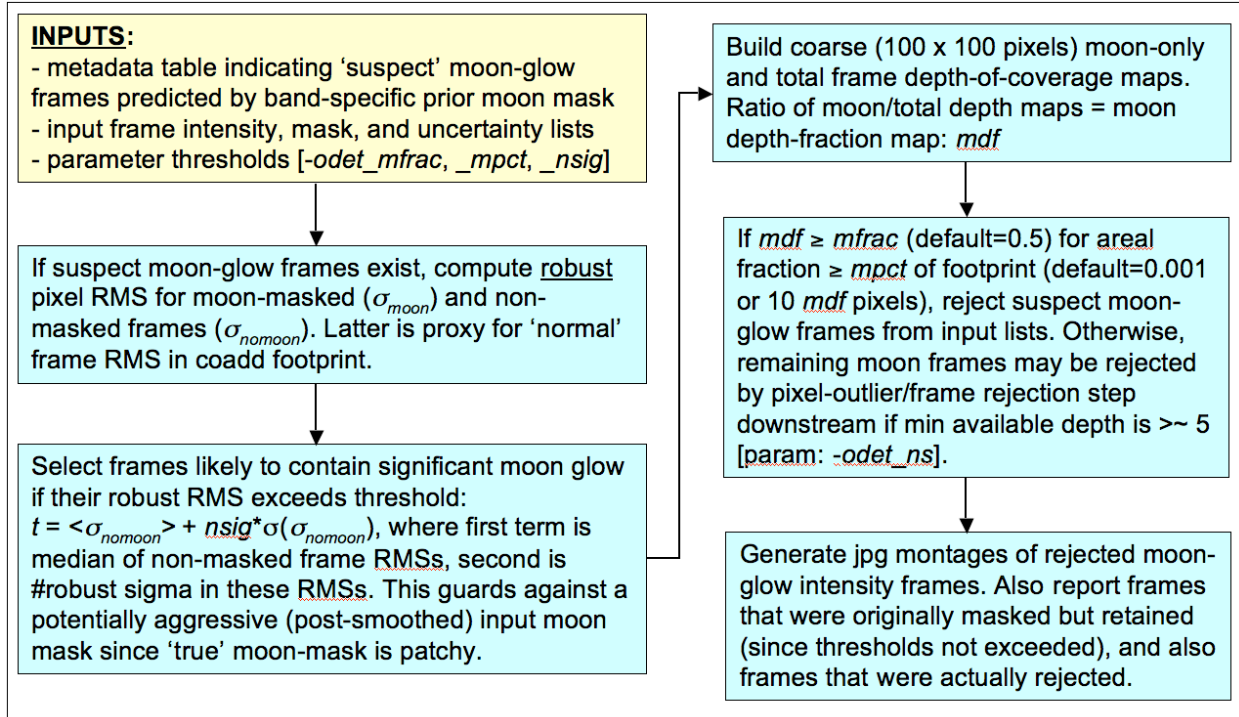 INPUTS:
- metadata table indicating ‘suspect’ moon-glow
frames predicted by band-specific prior moon mask
- input frame intensity, mask, and uncertainty lists
- parameter thresholds [-odet_mfrac, _mpct, _nsig]
If suspect moon-glow frames exist, compute robust
pixel RMS for moon-masked (σmoon) and non-
masked frames (σnomoon). Latter is proxy for ‘normal’
frame RMS in coadd footprint.
Select frames likely to contain significant moon glow
if their robust RMS exceeds threshold:
t = <σnomoon> + nsig*σ(σnomoon), where first term is
median of non-masked frame RMSs, second is
#robust sigma in these RMSs. This guards against a
potentially aggressive (post-smoothed) input moon
mask since ‘true’ moon-mask is patchy.
Build coarse (100 x 100 pixels) moon-only
and total frame depth-of-coverage maps.
Ratio of moon/total depth maps = moon
depth-fraction map: mdf
If mdf ≥ mfrac (default=0.5) for areal
fraction ≥ mpct of footprint (default=0.001
or 10 mdf pixels), reject suspect moon-
glow frames from input lists. Otherwise,
remaining moon frames may be rejected
by pixel-outlier/frame rejection step
downstream if min available depth is >~ 5
[param: -odet_ns].
Generate jpg montages of rejected moon-
glow intensity frames. Also report frames
that were originally masked but retained
(since thresholds not exceeded), and also
frames that were actually rejected.